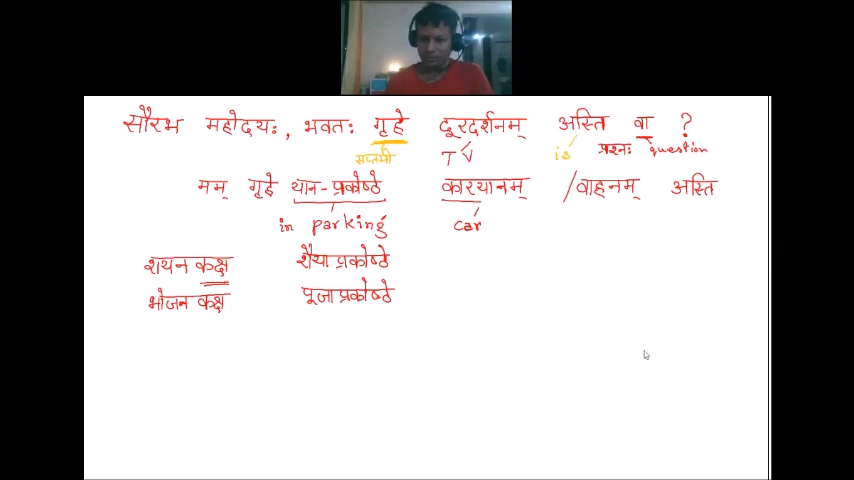 सौरभ महोदयः, भवतः गृहे दूरदर्शनम् अस्ति वा ?
सप्तमी TV is प्रश्नः question
मम् गृहे यान-प्रकोष्ठे कारयानम् /वाहनम् अस्ति
in parking car
शयन कक्ष शैया प्रकोष्ठे
भोजन कक्ष पूजा प्रकोष्ठे